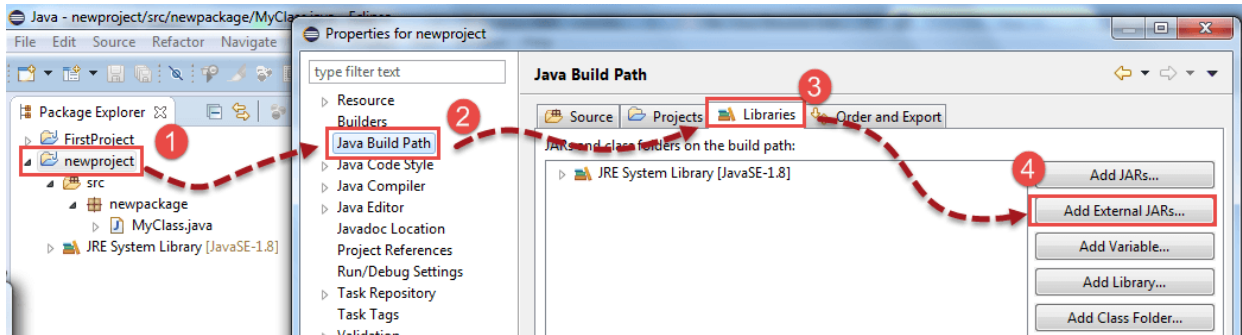 Java - newproject/src/newpackage/MyClass.java - Eclipse
File Edit Source Refactor Navigate
Package Explorer
FirstProject
1
newproject
src
newpackage
MyClass.java
JRE System Library [JavaSE-1.8]
Properties for newproject
type filter text
Resource
Builders
2
Java Build Path
Java Code Style
Java Compiler
Java Editor
Javadoc Location
Project References
Run/Debug Settings
Task Repository
Task Tags
Validation
Java Build Path
3
Source Projects Libraries Order and Export
JARs and class folders on the build path:
JRE System Library [JavaSE-1.8]
4
Add JARs...
Add External JARs...
Add Variable...
Add Library...
Add Class Folder...